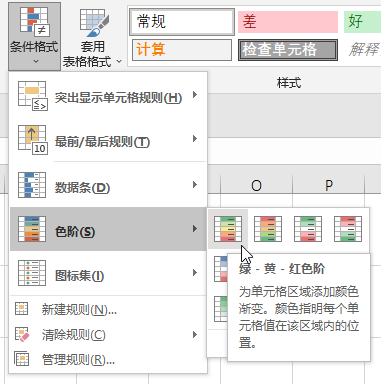 条件格式
套用
表格格式
常规
差
好
计算
检查单元格
解释
样式
突出显示单元格规则(H)
最前/最后规则(T)
10
数据条(D)
色阶(S)
图标集(I)
新建规则(N)...
清除规则(C)
管理规则(R)...
O
P
绿 - 黄 - 红色阶
为单元格区域添加颜色
渐变。颜色指明每个单
元格值在该区域内的位
置。